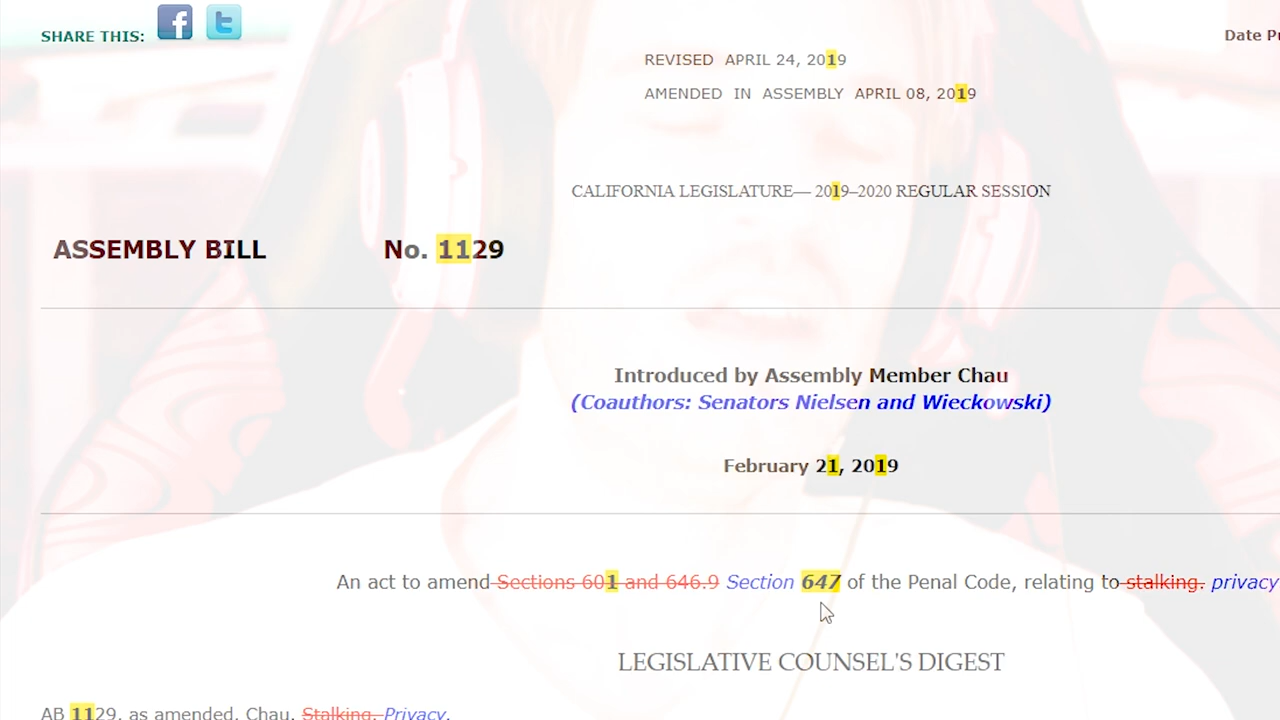 SHARE THIS:
Date Pu
REVISED APRIL 24, 2019
AMENDED IN ASSEMBLY APRIL 08, 2019
CALIFORNIA LEGISLATURE— 2019–2020 REGULAR SESSION
ASSEMBLY BILL No. 1129
Introduced by Assembly Member Chau
(Coauthors: Senators Nielsen and Wieckowski)
February 21, 2019
An act to amend Sections 601 and 646.9 Section 647 of the Penal Code, relating to stalking. privacy
LEGISLATIVE COUNSEL'S DIGEST
AB 1129, as amended, Chau. Stalking. Privacy.